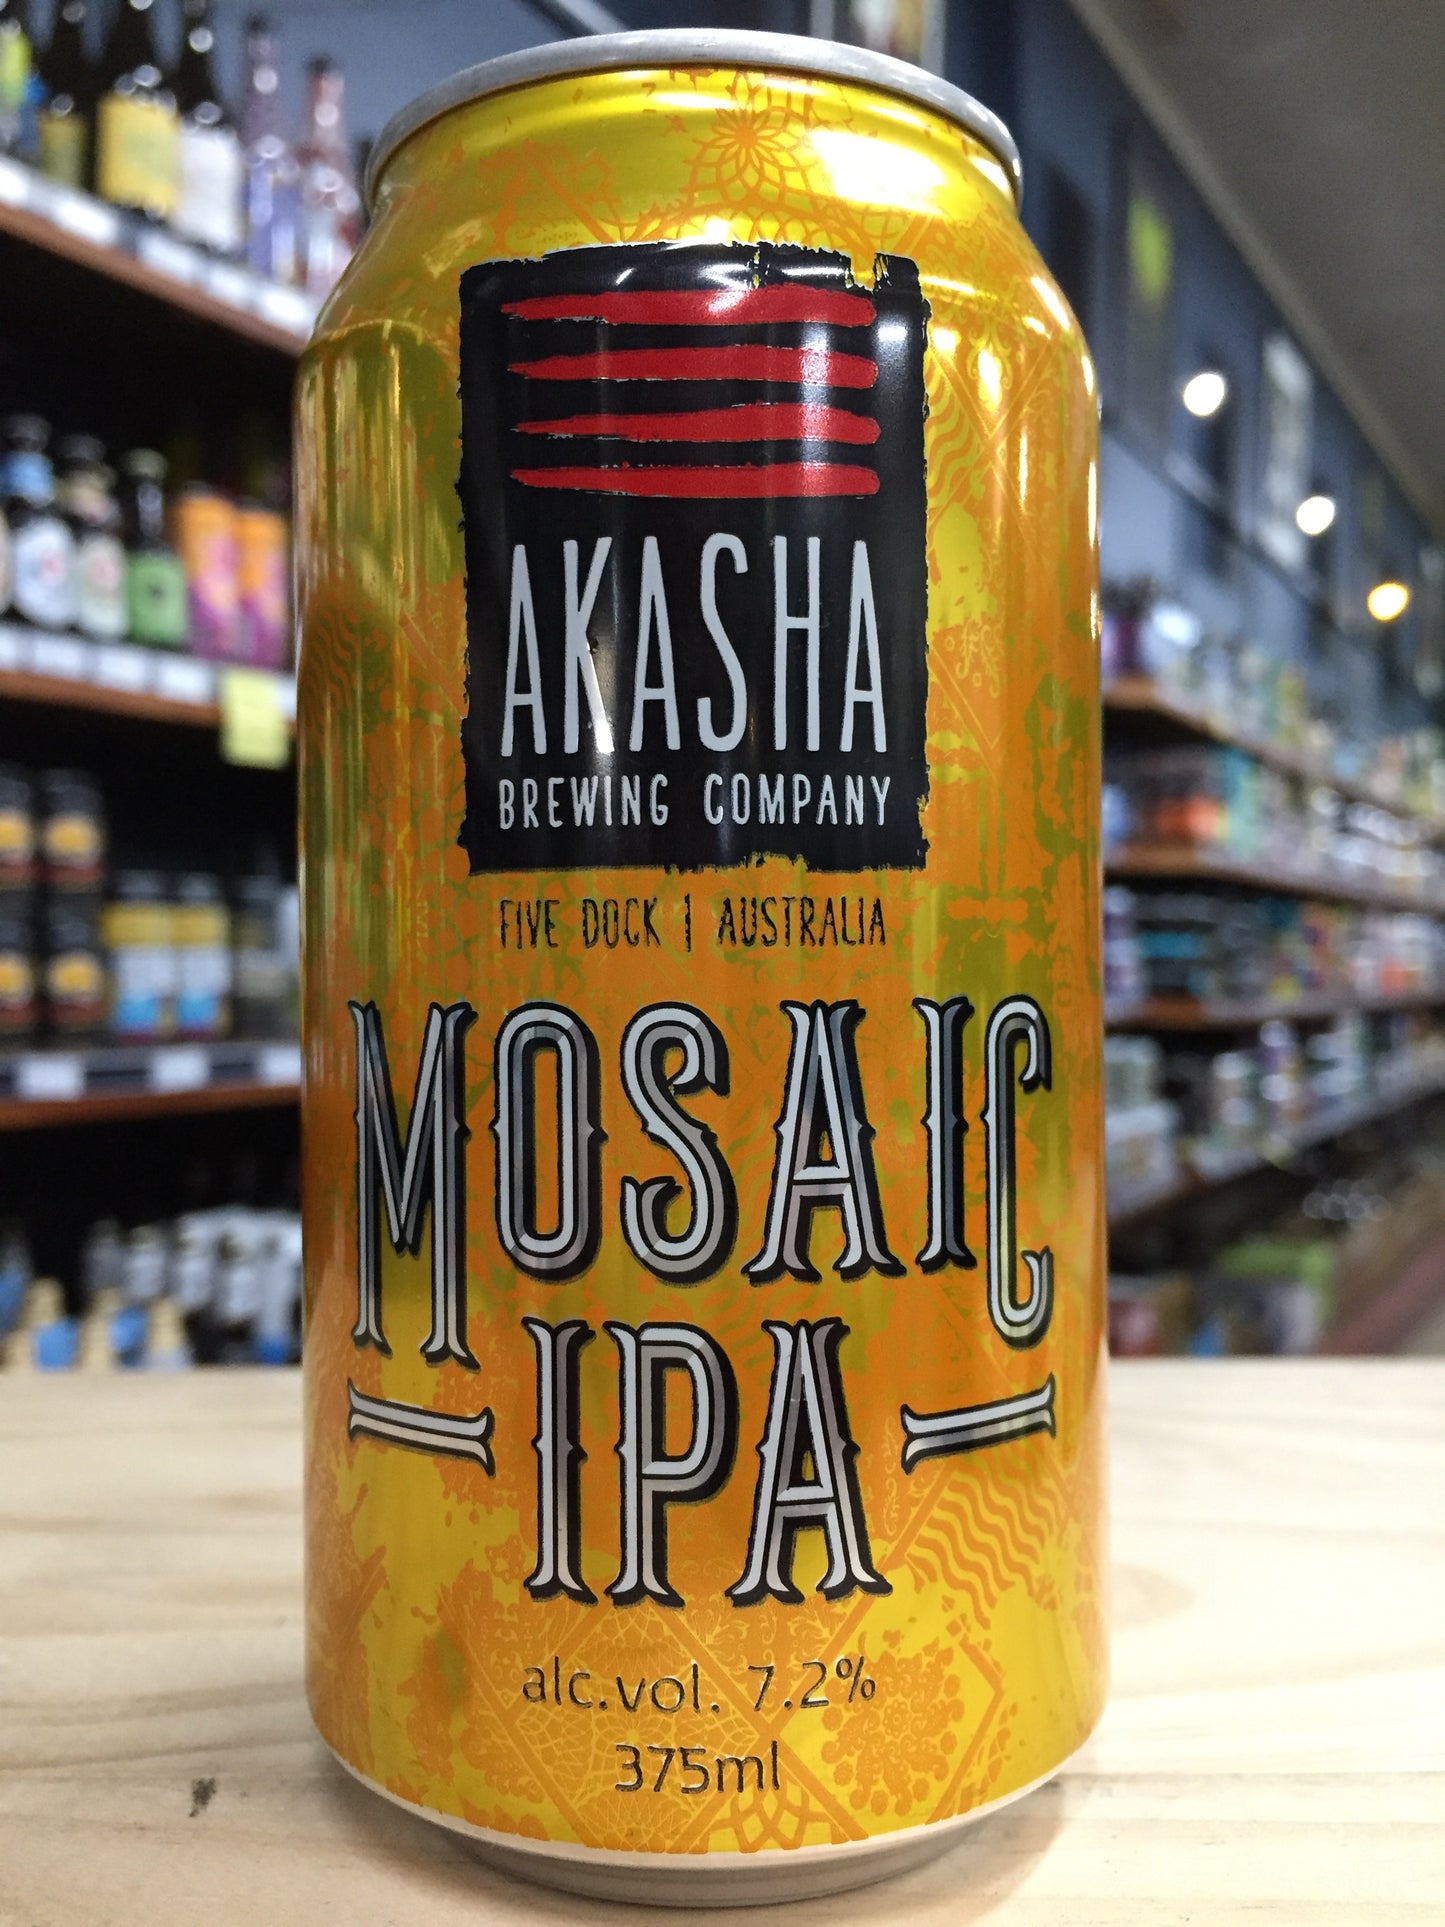 AKASHA
BREWING COMPANY
FIVE DOCK | AUSTRALIA
MOSAIC
IPA
alc.vol. 7.2%
375ml